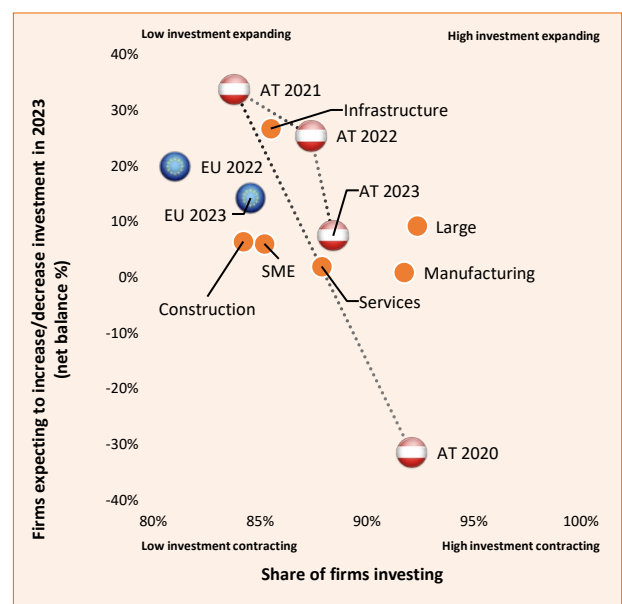 Low investment expanding
High investment expanding
Firms expecting to increase/decrease investment in 2023
(net balance %)
40%
30%
20%
10%
0%
-10%
-20%
-30%
-40%
AT 2021
Infrastructure
AT 2022
EU 2022
EU 2023
AT 2023
Large
SME
Manufacturing
Construction
Services
AT 2020
80%
85%
90%
95%
100%
Low investment contracting
High investment contracting
Share of firms investing